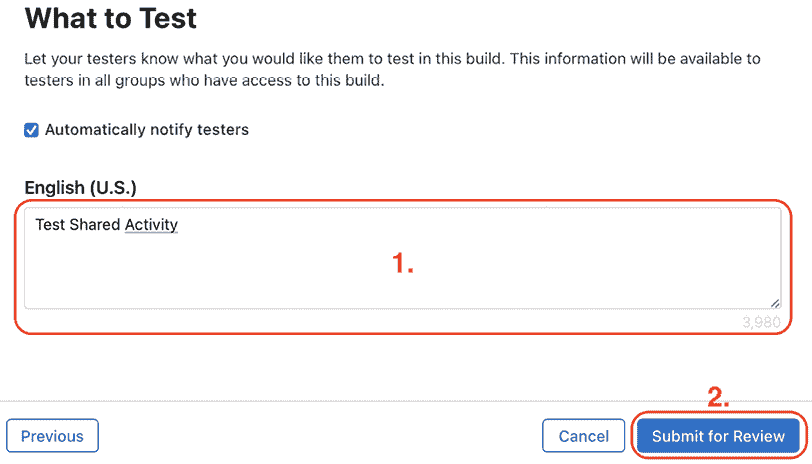 What to Test
Let your testers know what you would like them to test in this build. This information will be available to
testers in all groups who have access to this build.
Automatically notify testers
English (U.S.)
Test Shared Activity
1.
3,980
2.
Previous
Cancel
Submit for Review